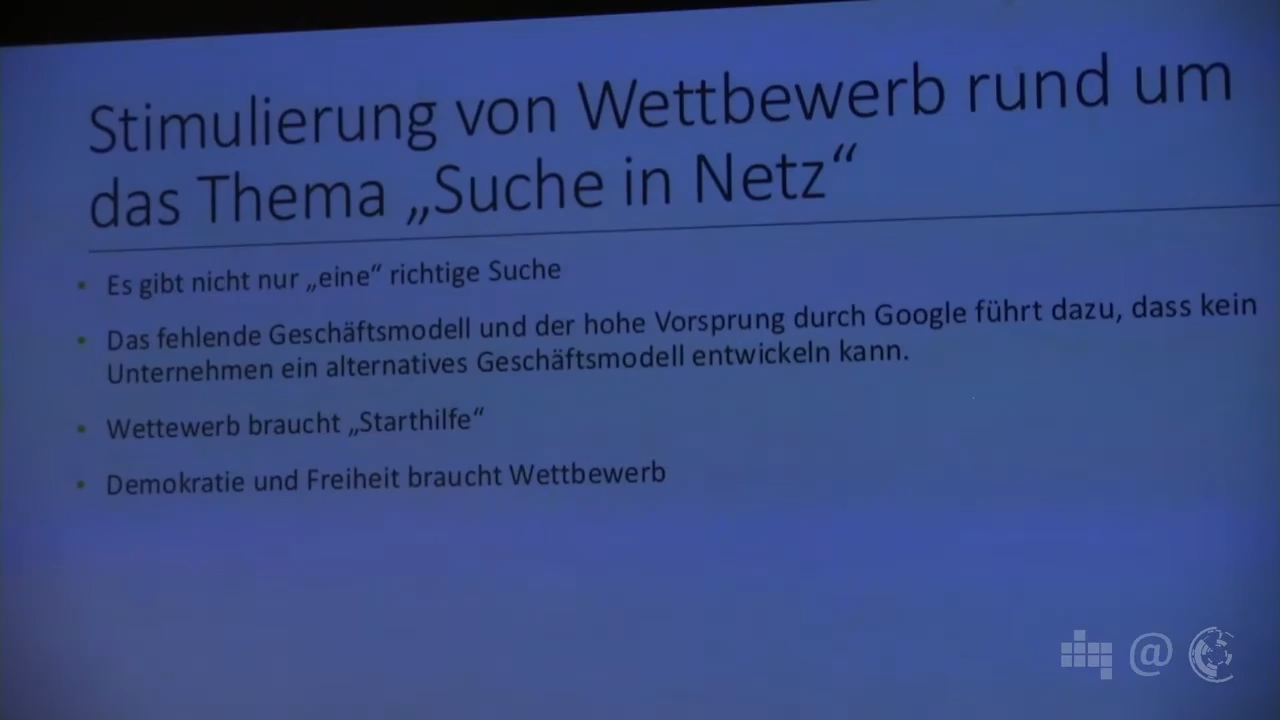 Stimulierung von Wettbewerb rund um
das Thema „Suche in Netz“
• Es gibt nicht nur „eine“ richtige Suche
• Das fehlende Geschäftsmodell und der hohe Vorsprung durch Google führt dazu, dass kein
Unternehmen ein alternatives Geschäftsmodell entwickeln kann.
• Wettewerb braucht „Starthilfe“
• Demokratie und Freiheit braucht Wettbewerb
@